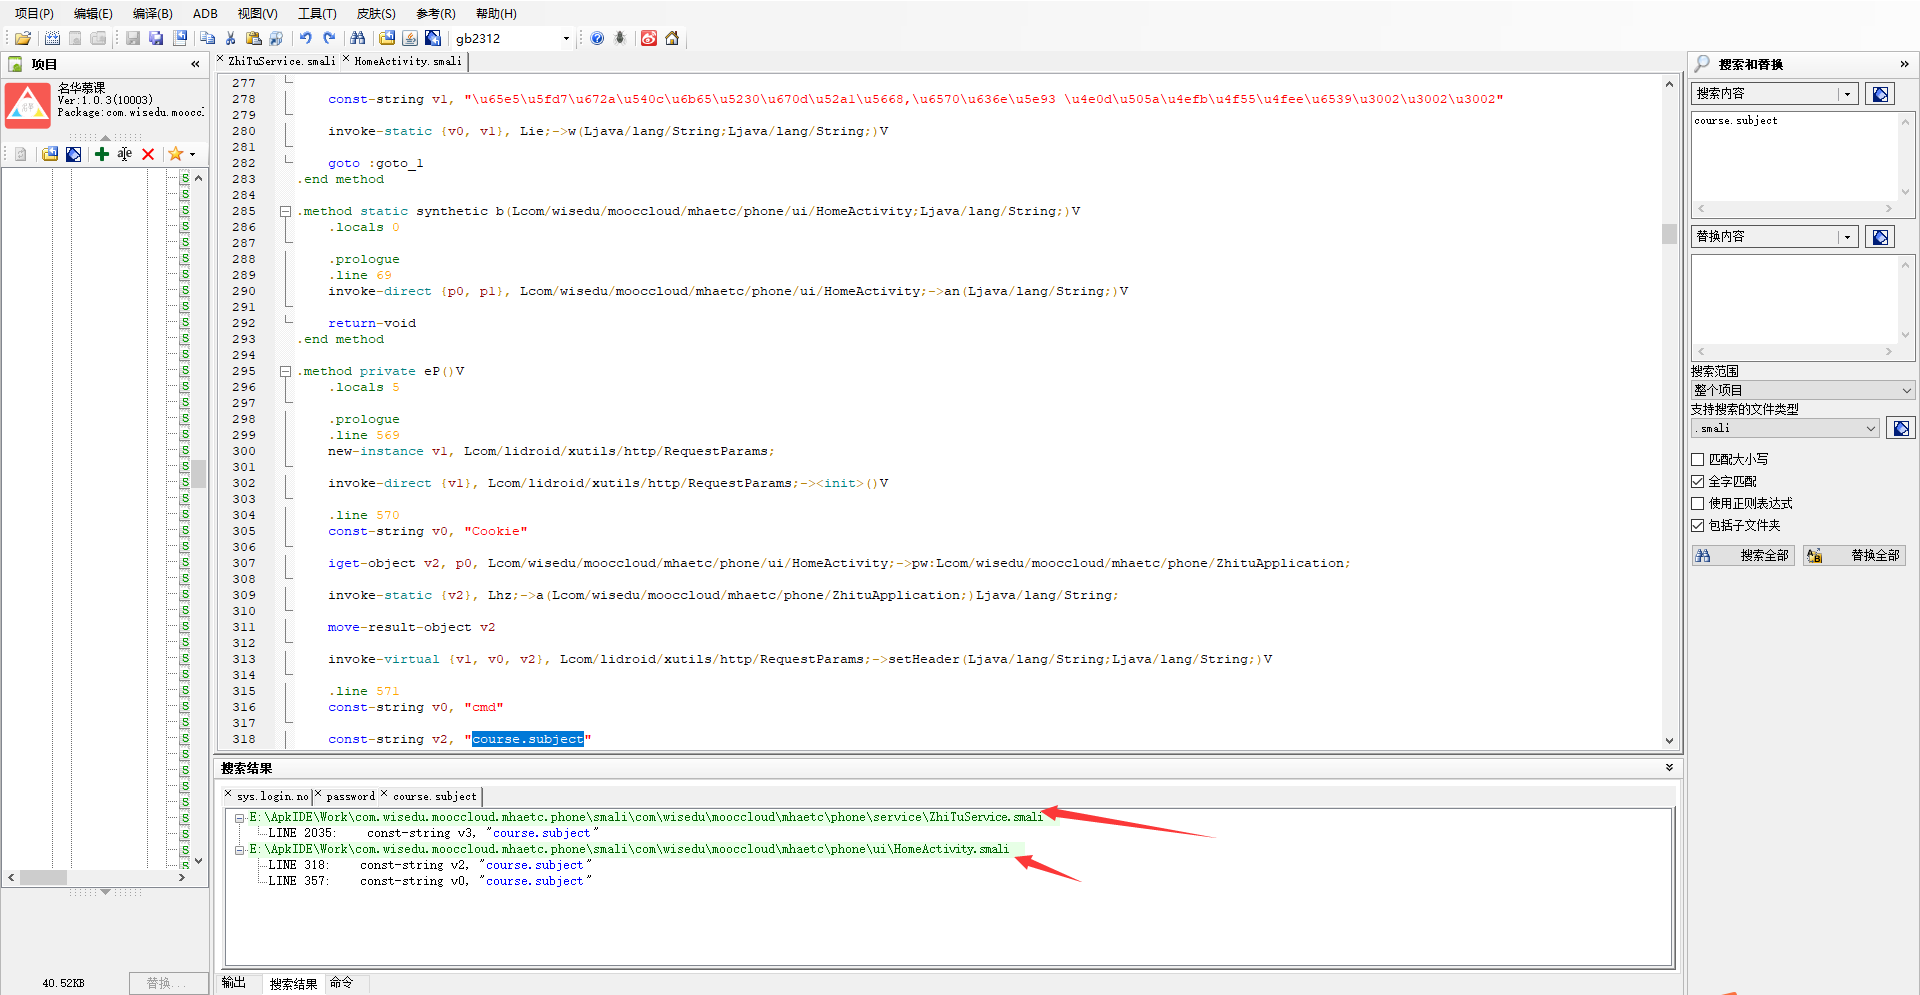 项目(P) 编辑(E) 编译(B) ADB 视图(V) 工具(T) 皮肤(S) 参考(R) 帮助(H)
gb2312
项目 «
名华慕课
Ver:1.0.3(10003)
Package:com.wisedu.moocc
ZhiTuService.smali HomeActivity.smali
277
278 const-string v1, "\u65e5\u5fd7\u672a\u540c\u6b65\u5230\u670d\u52a1\u5668,\u6570\u636e\u5e93 \u4e0d\u505a\u4efb\u4f55\u4fee\u6539\u3002\u3002\u3002"
279
280 invoke-static {v0, v1}, Lie;->w(Ljava/lang/String;Ljava/lang/String;)V
281
282 goto :goto_1
283 .end method
284
285 .method static synthetic b(Lcom/wisedu/mooccloud/mhaetc/phone/ui/HomeActivity;Ljava/lang/String;)V
286 .locals 0
287
288 .prologue
289 .line 69
290 invoke-direct {p0, p1}, Lcom/wisedu/mooccloud/mhaetc/phone/ui/HomeActivity;->an(Ljava/lang/String;)V
291
292 return-void
293 .end method
294
295 .method private eP()V
296 .locals 5
297
298 .prologue
299 .line 569
300 new-instance v1, Lcom/lidroid/xutils/http/RequestParams;
301
302 invoke-direct {v1}, Lcom/lidroid/xutils/http/RequestParams;-><init>()V
303
304 .line 570
305 const-string v0, "Cookie"
306
307 iget-object v2, p0, Lcom/wisedu/mooccloud/mhaetc/phone/ui/HomeActivity;->pw:Lcom/wisedu/mooccloud/mhaetc/phone/ZhituApplication;
308
309 invoke-static {v2}, Lhz;->a(Lcom/wisedu/mooccloud/mhaetc/phone/ZhituApplication;)Ljava/lang/String;
310
311 move-result-object v2
312
313 invoke-virtual {v1, v0, v2}, Lcom/lidroid/xutils/http/RequestParams;->setHeader(Ljava/lang/String;Ljava/lang/String;)V
314
315 .line 571
316 const-string v0, "cmd"
317
318 const-string v2, "course.subject"
搜索结果
sys.login.no password course.subject
E:\ApkIDE\Work\com.wisedu.mooccloud.mhaetc.phone\smali\com\wisedu\mooccloud\mhaetc\phone\service\ZhiTuService.smali
LINE 2035: const-string v3, "course.subject"
E:\ApkIDE\Work\com.wisedu.mooccloud.mhaetc.phone\smali\com\wisedu\mooccloud\mhaetc\phone\ui\HomeActivity.smali
LINE 318: const-string v2, "course.subject"
LINE 357: const-string v0, "course.subject"
输出 搜索结果 命令
40.52KB 替换...
搜索和替换 »
搜索内容
course.subject
替换内容
搜索范围
整个项目
支持搜索的文件类型
.smali
匹配大小写
全字匹配
使用正则表达式
包括子文件夹
搜索全部 替换全部